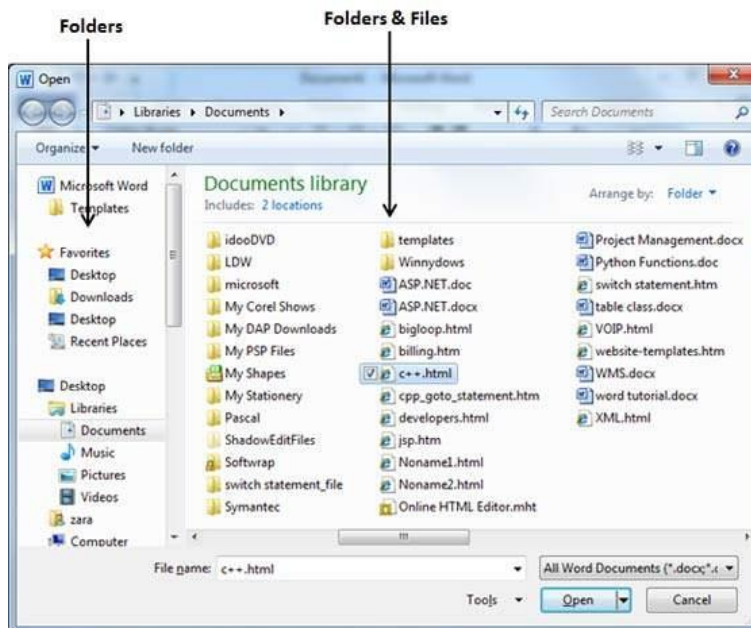 Folders
Folders & Files
Open
Libraries
Documents
Search Documents
Organize
New folder
Microsoft Word
Templates
Favorites
Desktop
Downloads
Desktop
Recent Places
Desktop
Libraries
Documents
Music
Pictures
Videos
zara
Computer
Documents library
Includes: 2 locations
Arrange by: Folder
idooDVD
LDW
microsoft
My Corel Shows
My DAP Downloads
My PSP Files
My Shapes
My Stationery
Pascal
ShadowEditFiles
Softwrap
switch statement_file
Symantec
templates
Winnydows
ASP.NET.doc
ASP.NET.docx
bigloop.html
billing.htm
c++.html
cpp_goto_statement.htm
developers.html
jsp.htm
Noname1.html
Noname2.html
Online HTML Editor.mht
Project Management.docx
Python Functions.doc
switch statement.htm
table class.docx
VOIP.html
website-templates.htm
WMS.docx
word tutorial.docx
XML.html
File name: c++.html
All Word Documents (*.docx;*.
Tools
Open
Cancel